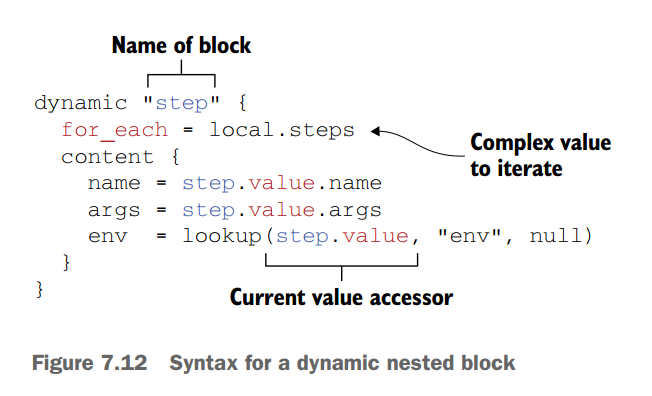 Name of block
dynamic "step" {
  for_each = local.steps
Complex value
to iterate
  content {
    name = step.value.name
    args = step.value.args
    env  = lookup(step.value, "env", null)
  }
}
Current value accessor
Figure 7.12 Syntax for a dynamic nested block